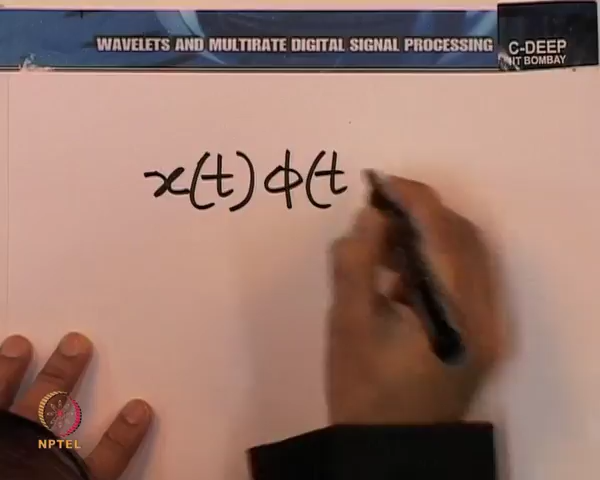 WAVELETS AND MULTIRATE DIGITAL SIGNAL PROCESSING
C-DEEP
IIT BOMBAY
x(t) φ(t
NPTEL